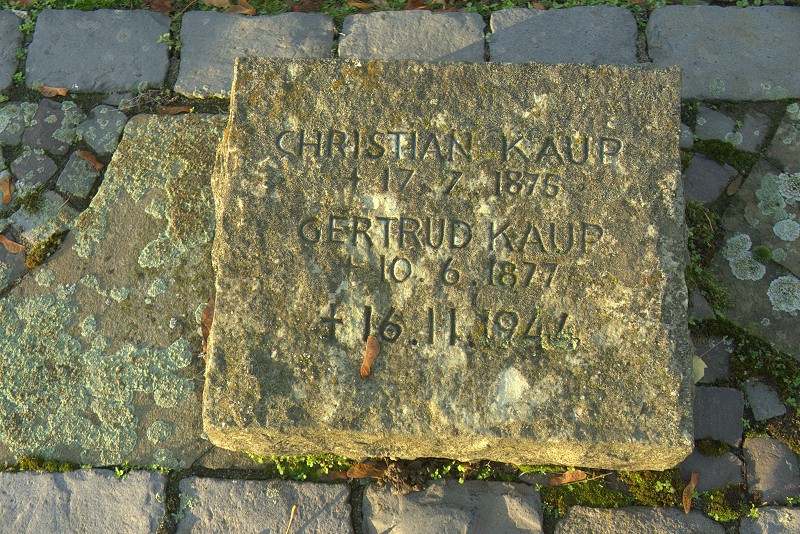 CHRISTIAN KAUP
+ 17.7.1875
GERTRUD KAUP
+ 10.6.1877
+ 16.11.1944